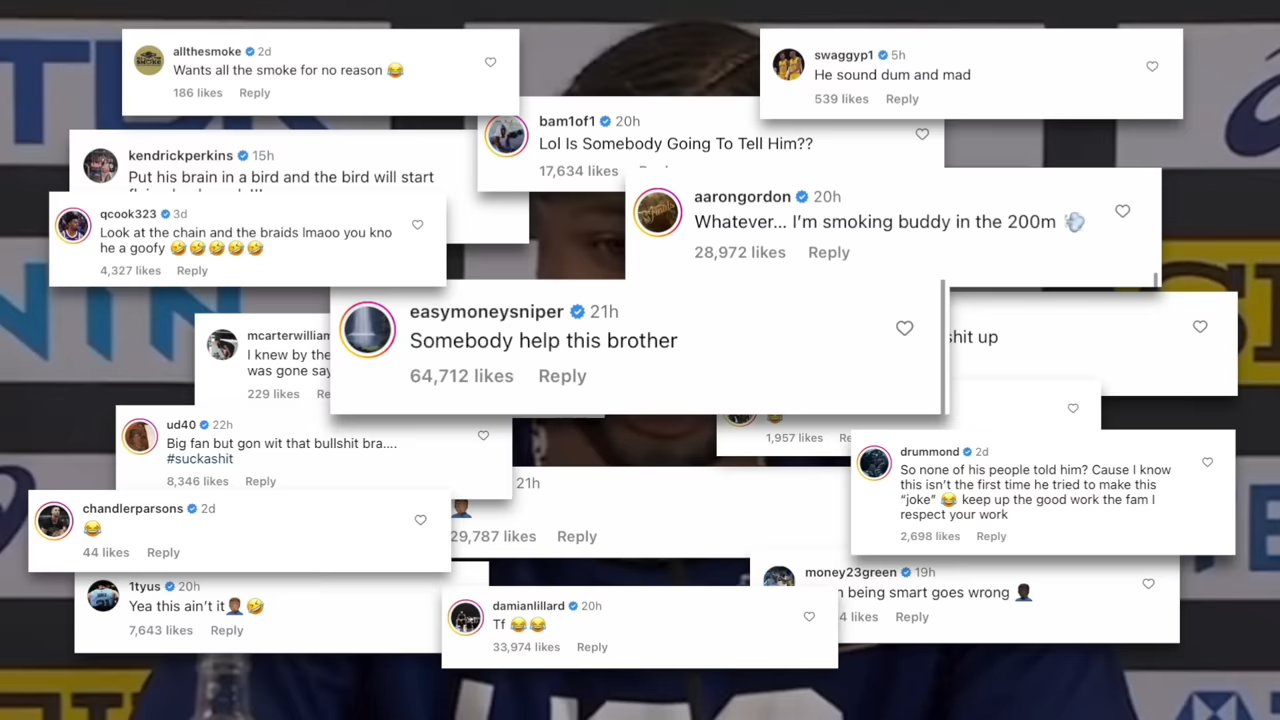 allthesmoke 2d
Wants all the smoke for no reason 😂
186 likes Reply
swaggyp1 5h
He sound dum and mad
539 likes Reply
bam1of1 20h
Lol Is Somebody Going To Tell Him??
17,634 likes
kendrickperkins 15h
Put his brain in a bird and the bird will start
aarongordon 20h
Whatever... I'm smoking buddy in the 200m 💨
28,972 likes Reply
qcook323 3d
Look at the chain and the braids lmaoo you kno
he a goofy 🤣🤣🤣🤣🤣
4,327 likes Reply
easymoneysniper 21h
Somebody help this brother
64,712 likes Reply
mcarterwilliam
I knew by the
was gone say
229 likes
shit up
ud40 22h
Big fan but gon wit that bullshit bra....
#suckashit
8,346 likes Reply
1,957 likes
drummond 2d
So none of his people told him? Cause I know
this isn't the first time he tried to make this
“joke” 😂 keep up the good work the fam I
respect your work
2,698 likes Reply
21h
29,787 likes Reply
chandlerparsons 2d
😂
44 likes Reply
1tyus 20h
Yea this ain't it🤦🏾‍♂️🤣
7,643 likes Reply
money23green 19h
being smart goes wrong 🤦🏿‍♂️
likes Reply
damianlillard 20h
Tf 😂😂
33,974 likes Reply